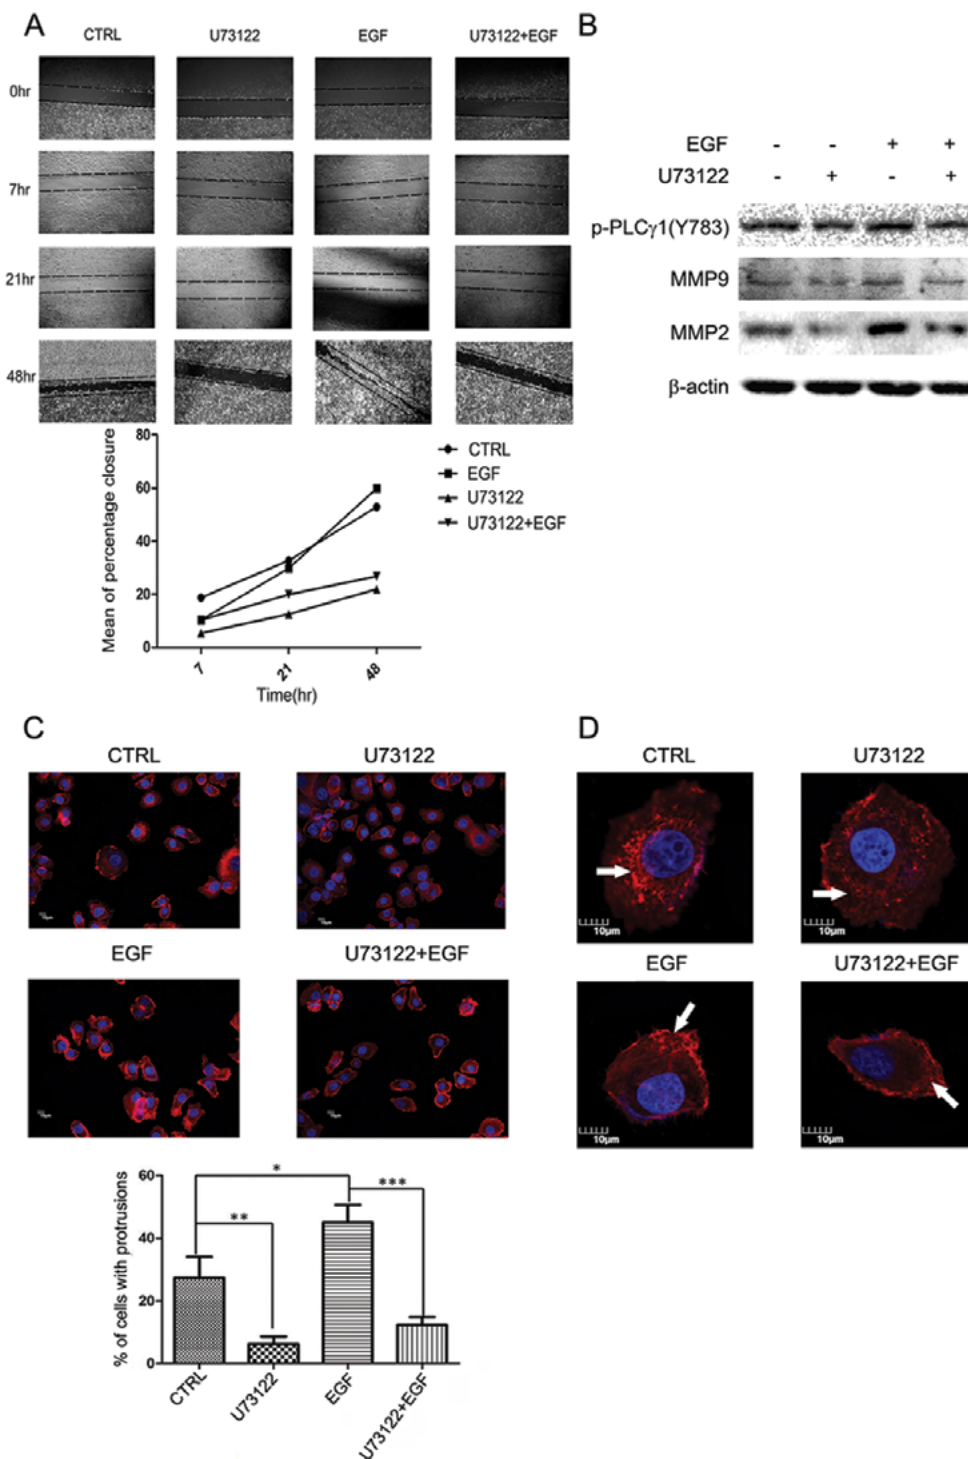 A
CTRL U73122 EGF U73122+EGF
0hr
7hr
21hr
48hr
Mean of percentage closure
80
60
40
20
0
7 21 48
Time(hr)
CTRL
EGF
U73122
U73122+EGF
B
EGF - - + +
U73122 - + - +
p-PLCγ1(Y783)
MMP9
MMP2
β-actin
C
CTRL U73122
EGF U73122+EGF
% of cells with protrusions
60
40
20
0
* ** ***
CTRL U73122 EGF U73122+EGF
D
CTRL U73122
10μm 10μm
EGF U73122+EGF
10μm 10μm